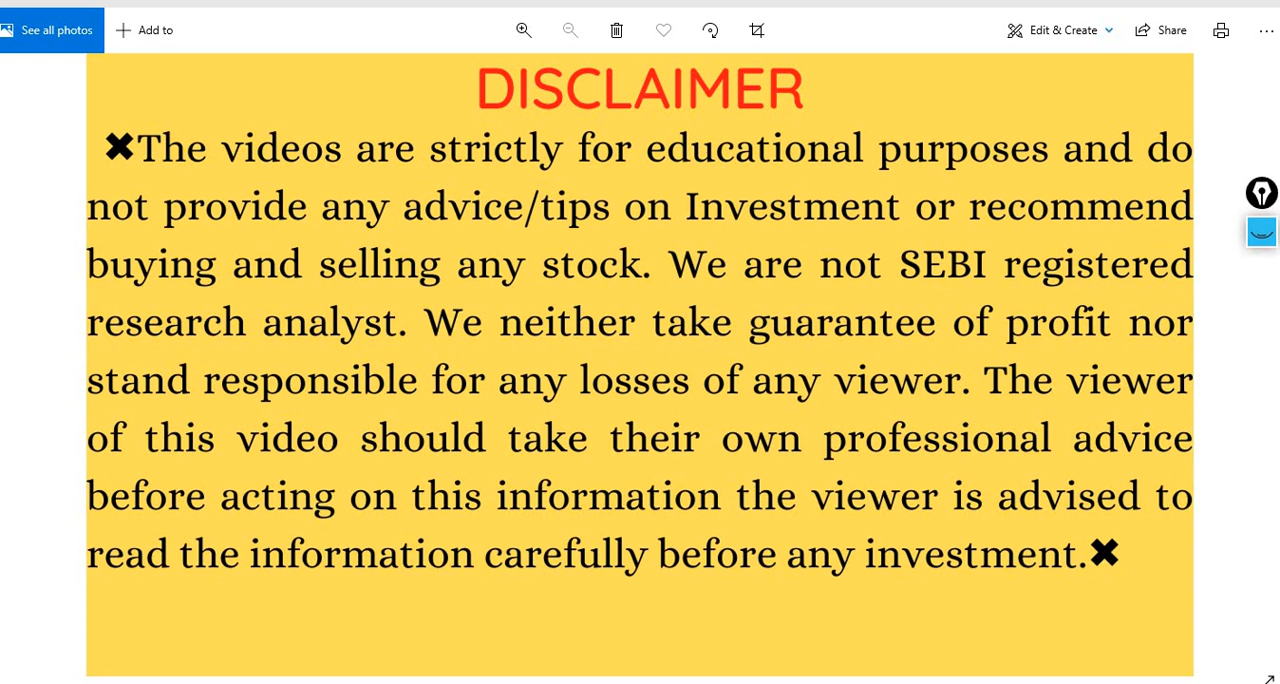 See all photos
Add to
Edit & Create
Share
DISCLAIMER
✖The videos are strictly for educational purposes and do
not provide any advice/tips on Investment or recommend
buying and selling any stock. We are not SEBI registered
research analyst. We neither take guarantee of profit nor
stand responsible for any losses of any viewer. The viewer
of this video should take their own professional advice
before acting on this information the viewer is advised to
read the information carefully before any investment.✖